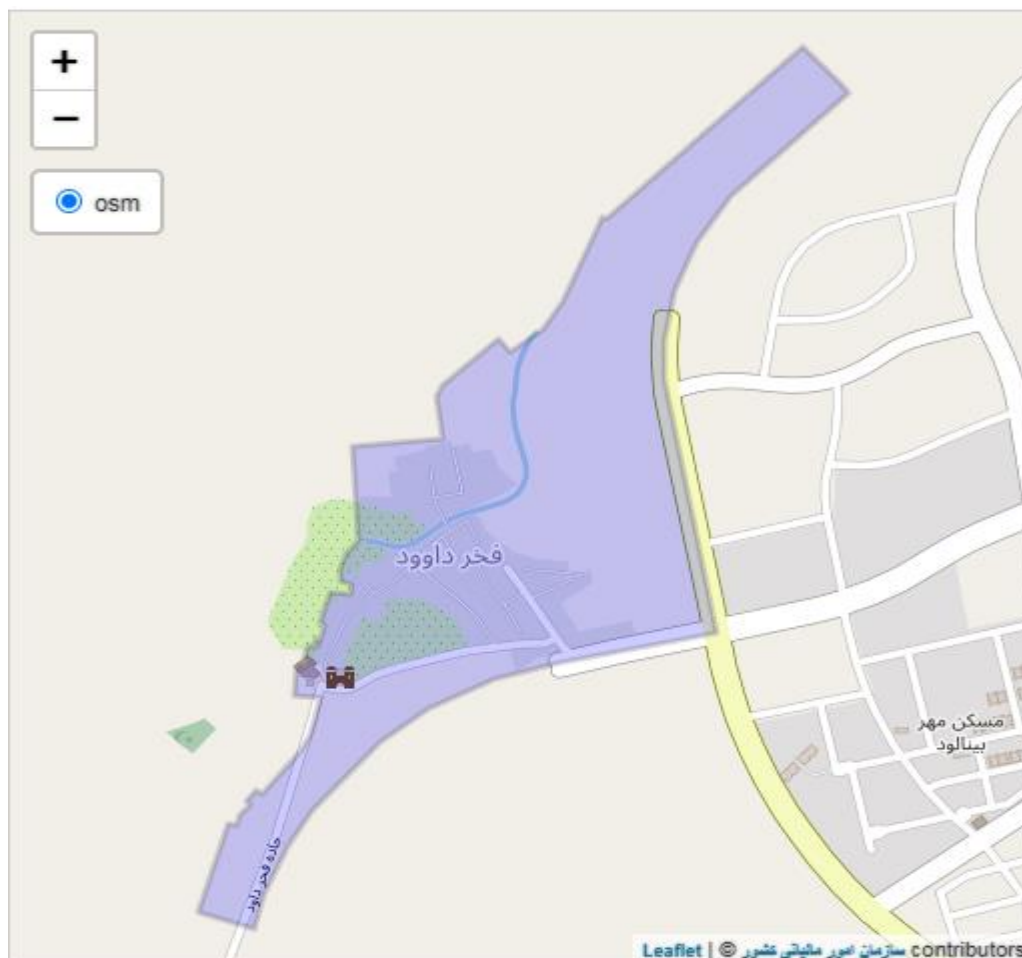 +
−
osm
فخر داوود
مسکن مهر
بینالود
جاده فخر داود
Leaflet | © سازمان امور مالیاتی کشور contributors